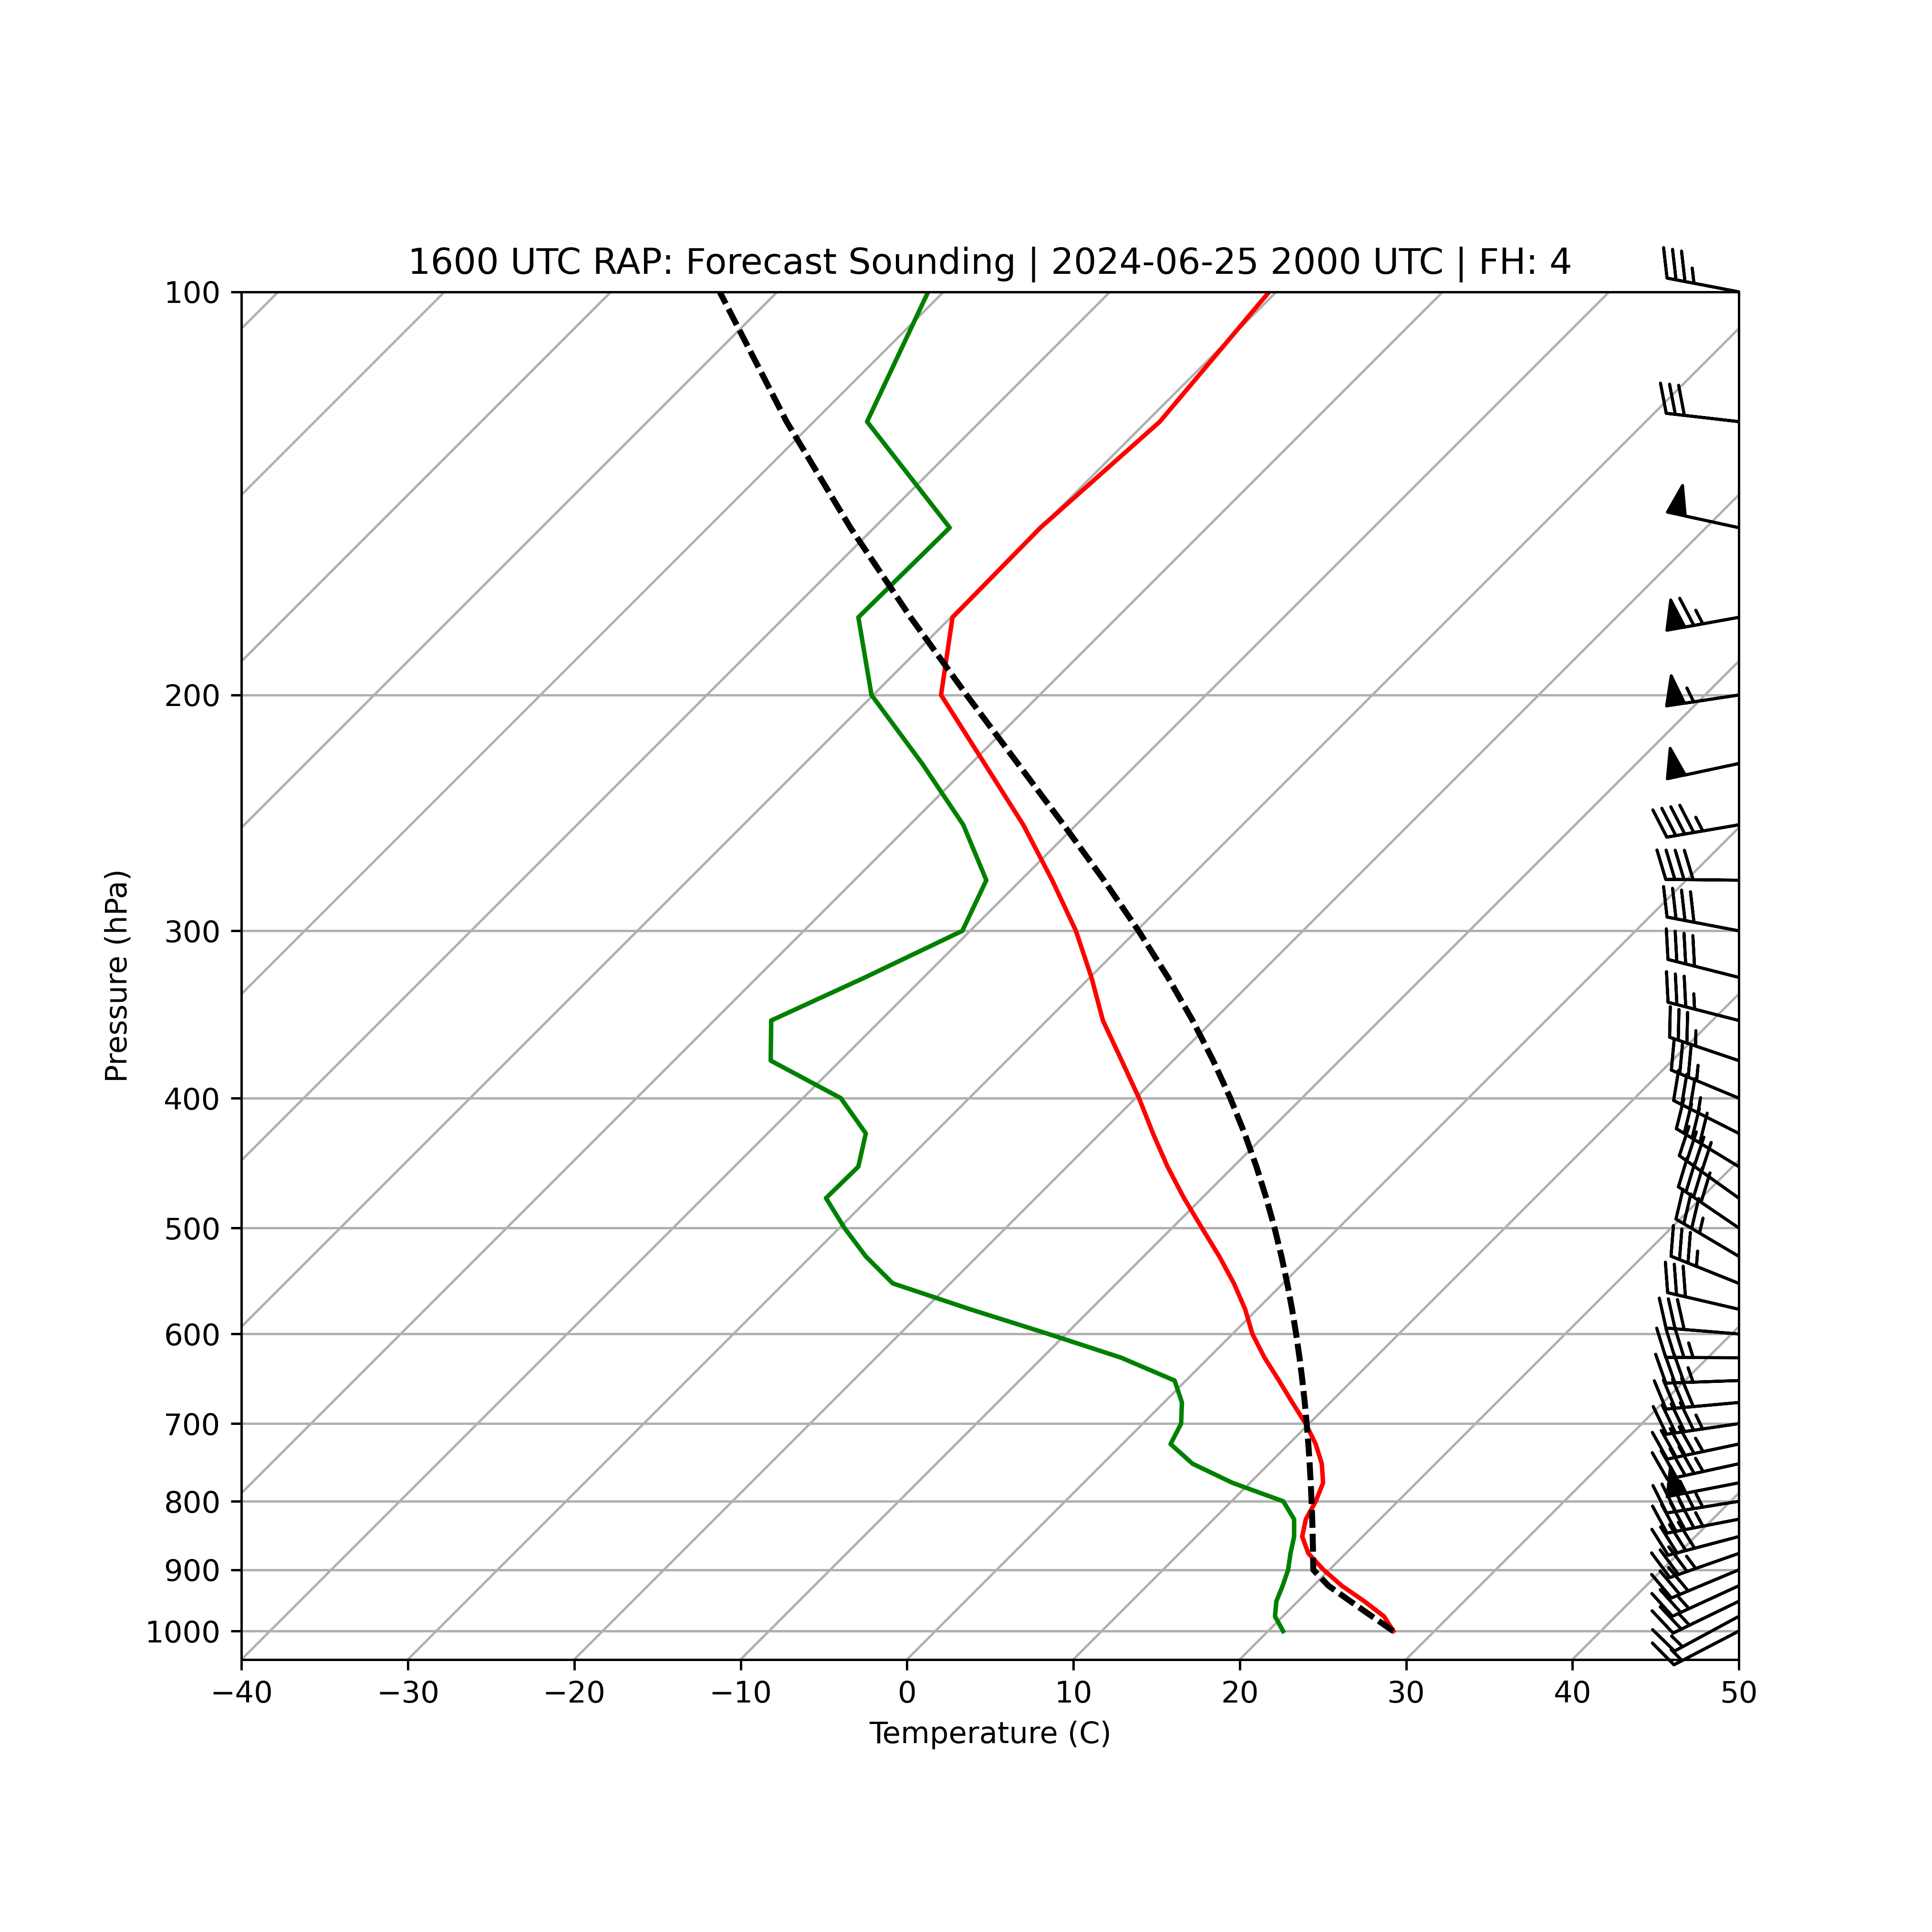 1600 UTC RAP: Forecast Sounding | 2024-06-25 2000 UTC | FH: 4
100
200
300
400
500
600
700
800
900
1000
Pressure (hPa)
−40 −30 −20 −10 0 10 20 30 40 50
Temperature (C)